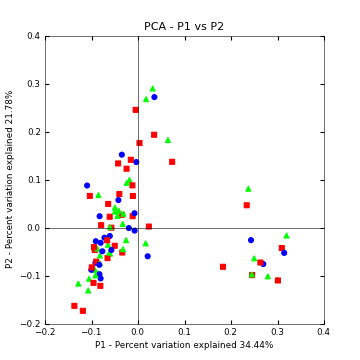 PCA - P1 vs P2
0.4
0.3
0.2
0.1
0.0
−0.1
−0.2
P2 - Percent variation explained 21.78%
−0.2 −0.1 0.0 0.1 0.2 0.3 0.4
P1 - Percent variation explained 34.44%